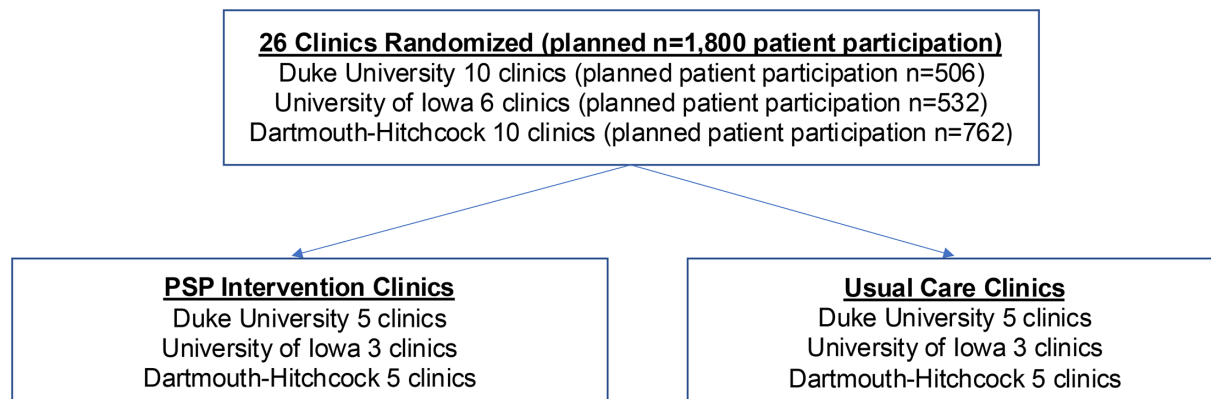 26 Clinics Randomized (planned n=1,800 patient participation)
Duke University 10 clinics (planned patient participation n=506)
University of Iowa 6 clinics (planned patient participation n=532)
Dartmouth-Hitchcock 10 clinics (planned patient participation n=762)
PSP Intervention Clinics
Duke University 5 clinics
University of Iowa 3 clinics
Dartmouth-Hitchcock 5 clinics
Usual Care Clinics
Duke University 5 clinics
University of Iowa 3 clinics
Dartmouth-Hitchcock 5 clinics